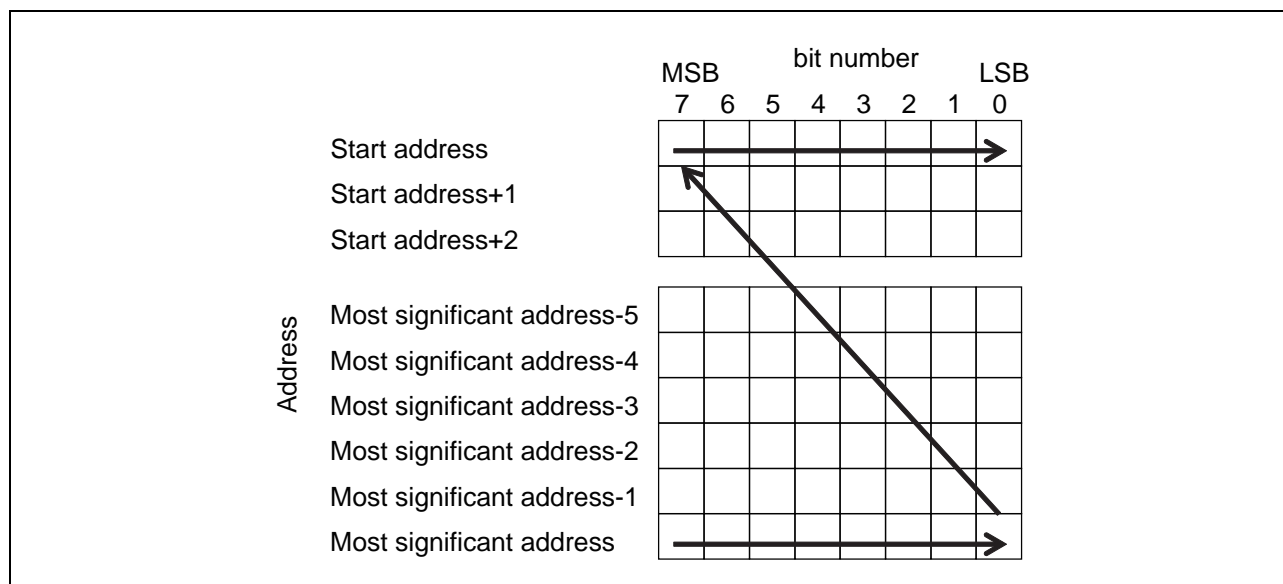 bit number
MSB LSB
7 6 5 4 3 2 1 0
Start address
Start address+1
Start address+2
Address
Most significant address-5
Most significant address-4
Most significant address-3
Most significant address-2
Most significant address-1
Most significant address